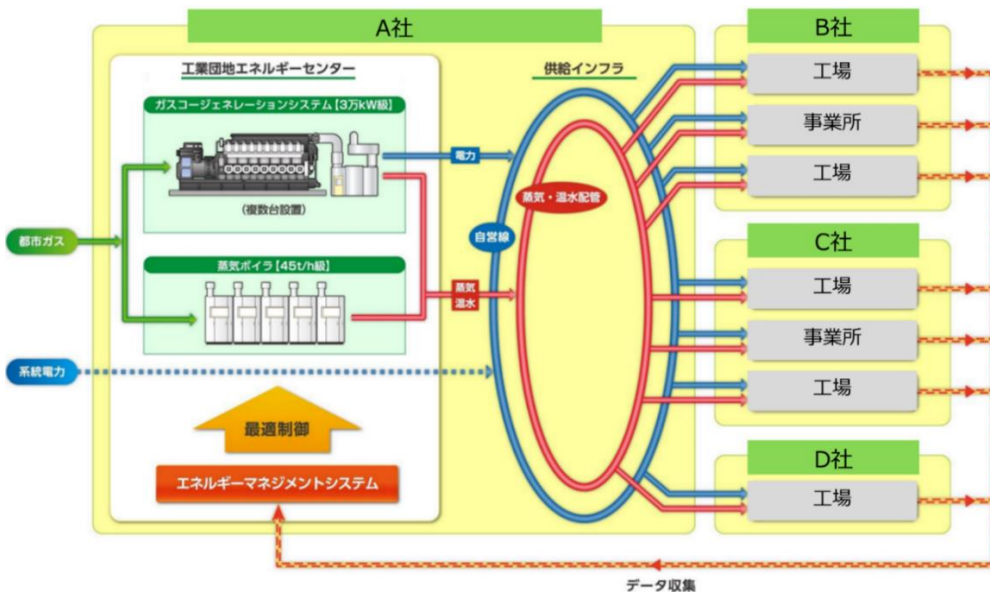 A社
工業団地エネルギーセンター
ガスコージェネレーションシステム【3万kW級】
(複数台設置)
蒸気ボイラ【45t/h級】
都市ガス
系統電力
最適制御
エネルギーマネジメントシステム
供給インフラ
電力
蒸気・温水配管
自営線
蒸気
温水
B社
工場
事業所
工場
C社
工場
事業所
工場
D社
工場
データ収集